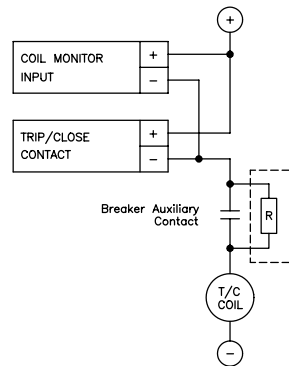 +
COIL MONITOR
INPUT
+
−
TRIP/CLOSE
CONTACT
+
−
Breaker Auxiliary
Contact
R
T/C
COIL
−